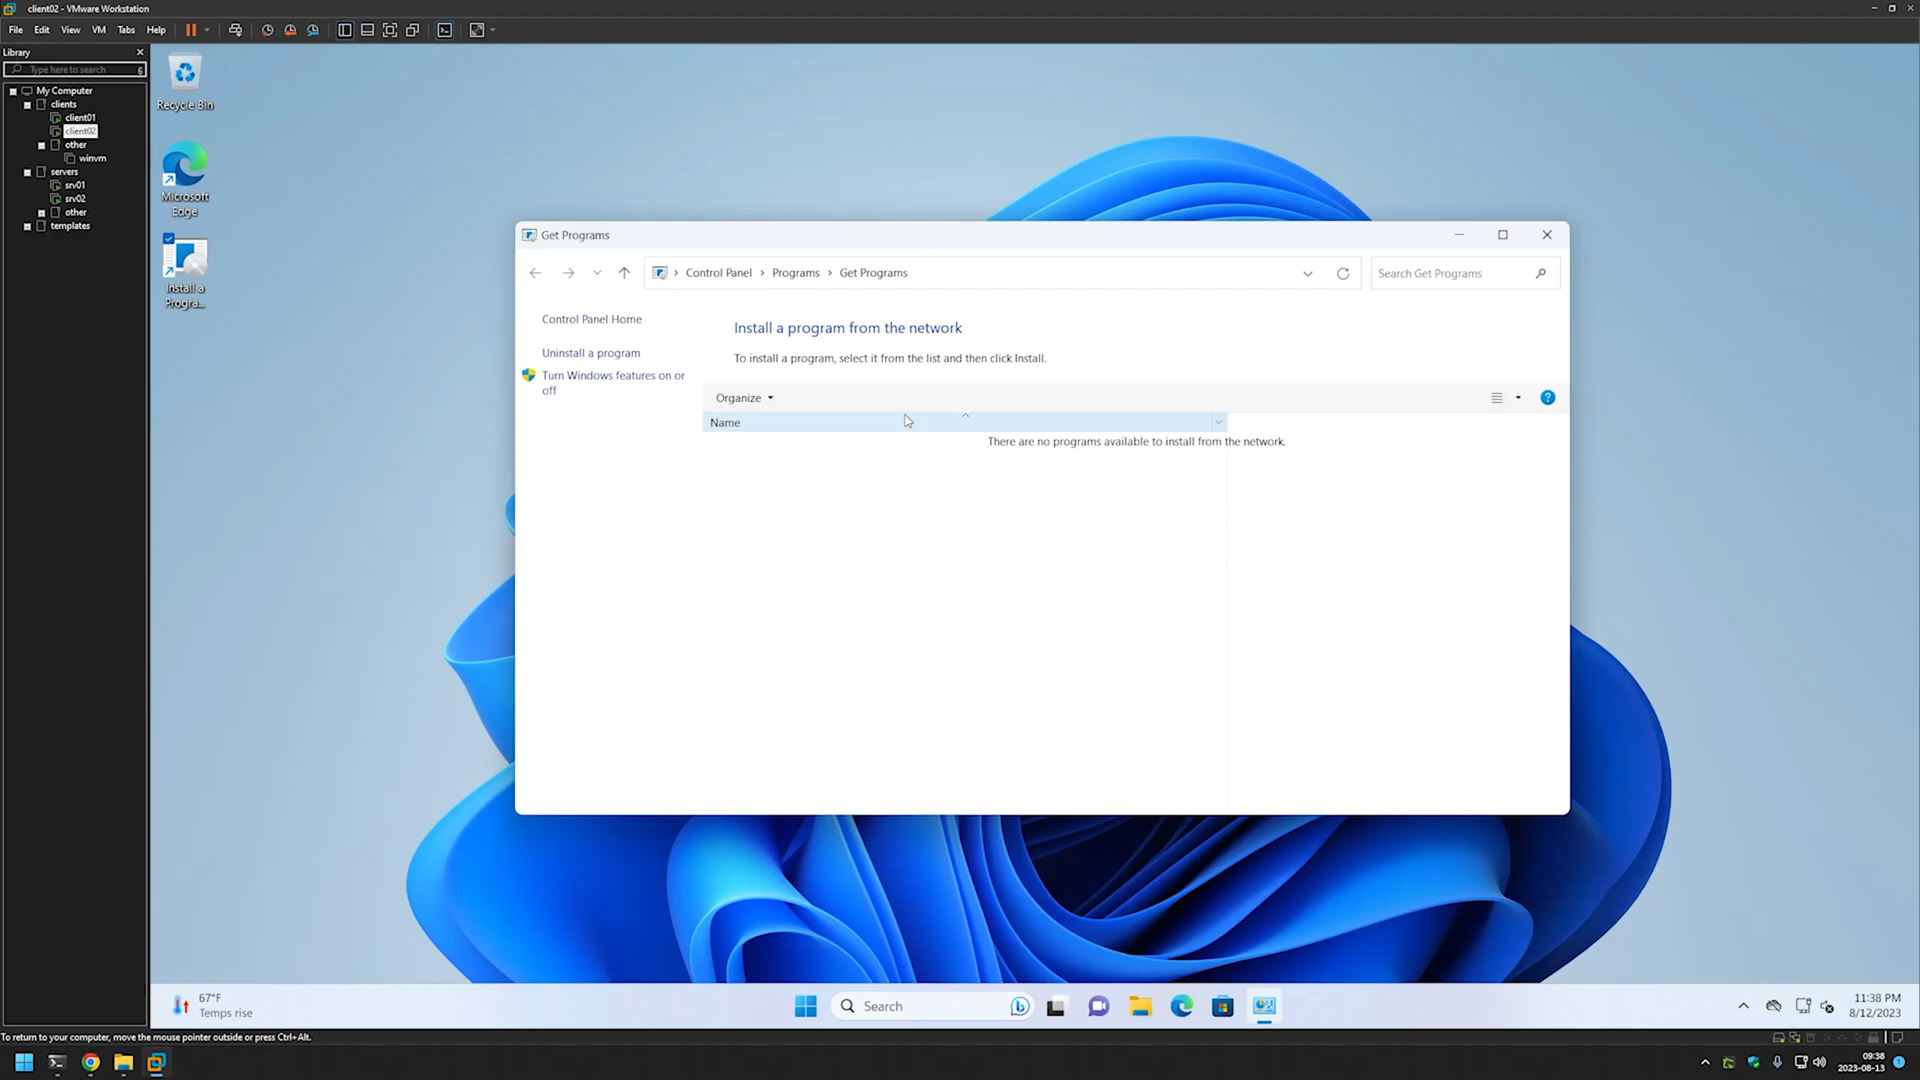 client02 - VMware Workstation
File Edit View VM Tabs Help
Library
Type here to search
My Computer
clients
client01
client02
other
winvm
servers
srv01
srv02
other
templates
Recycle Bin
Microsoft
Edge
Install a
Progra...
Get Programs
Control Panel > Programs > Get Programs
Search Get Programs
Control Panel Home
Uninstall a program
Turn Windows features on or
off
Install a program from the network
To install a program, select it from the list and then click Install.
Organize
?
Name
There are no programs available to install from the network.
67°F
Temps rise
Search
11:38 PM
8/12/2023
To return to your computer, move the mouse pointer outside or press Ctrl+Alt.
09:38
2023-08-13
1